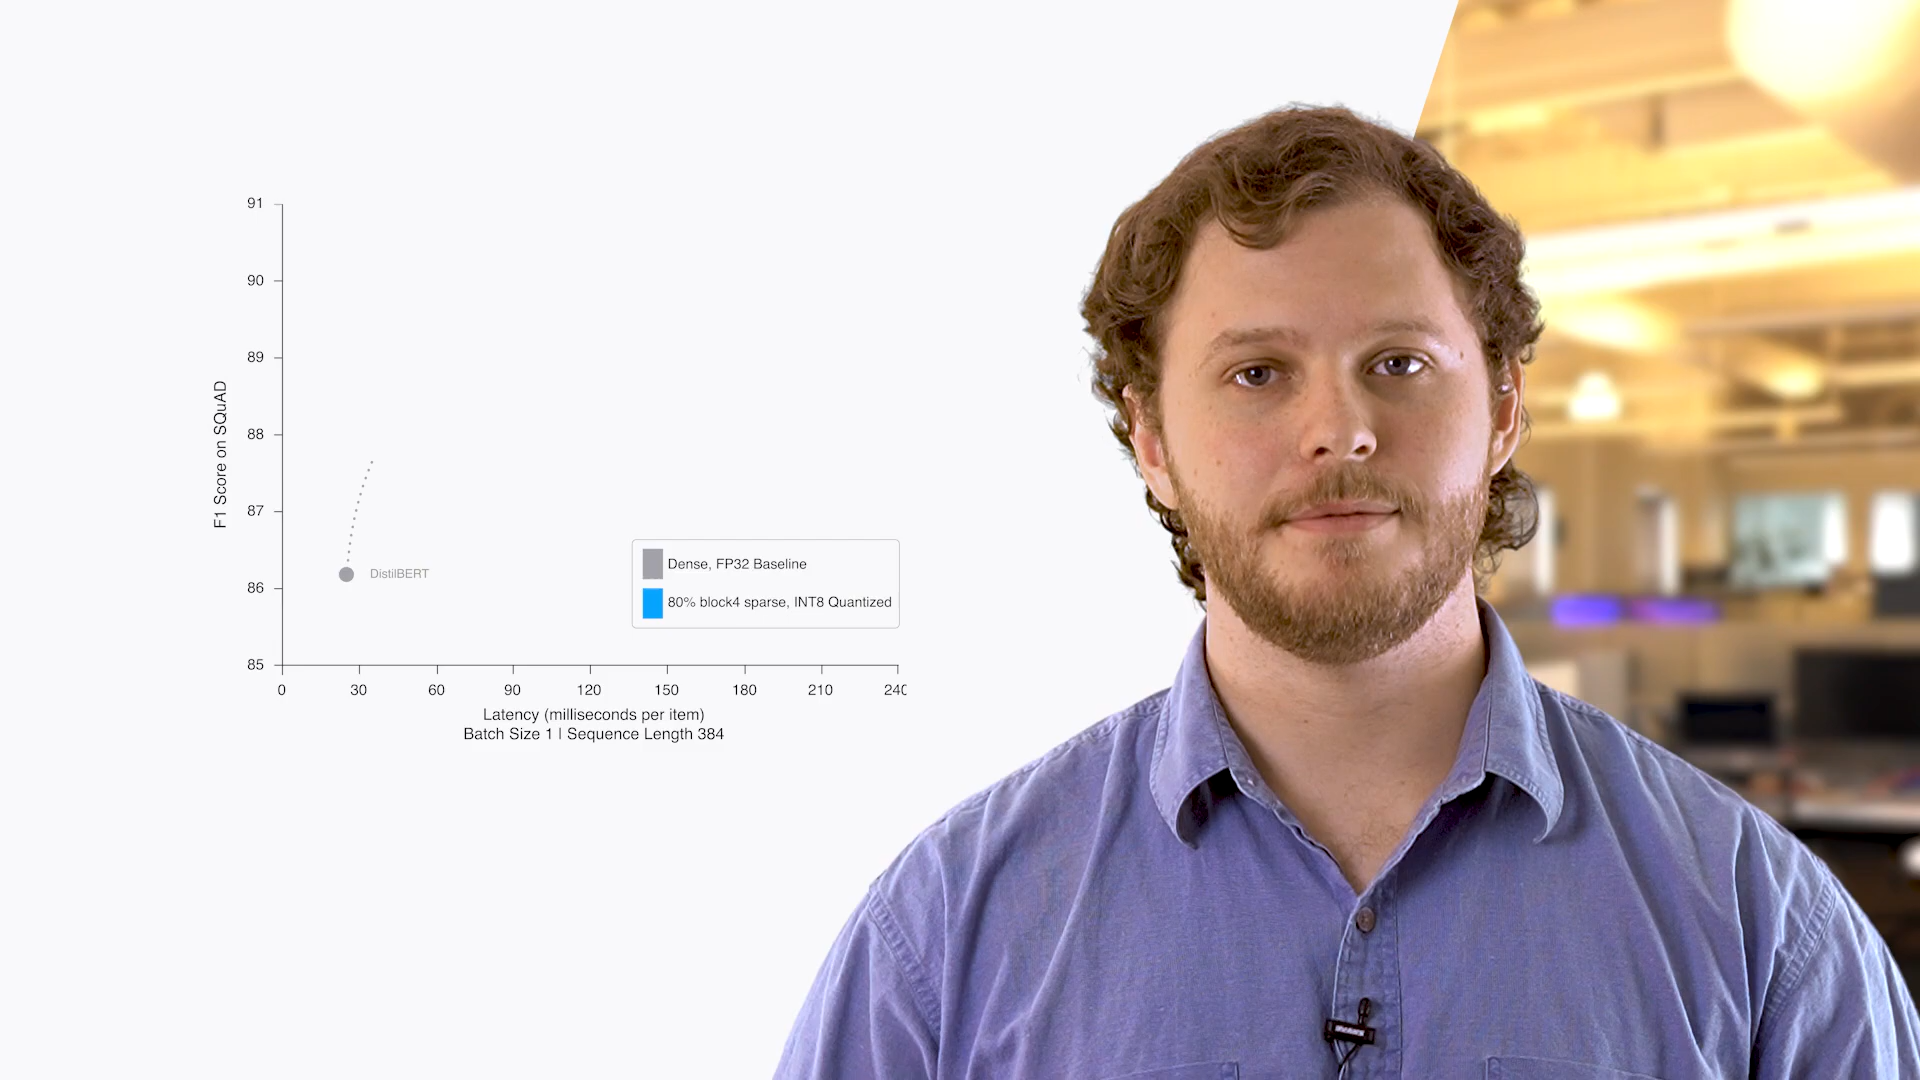 91
90
89
88
87
86
85
F1 Score on SQuAD
DistilBERT
Dense, FP32 Baseline
80% block4 sparse, INT8 Quantized
0 30 60 90 120 150 180 210 240
Latency (milliseconds per item)
Batch Size 1 | Sequence Length 384